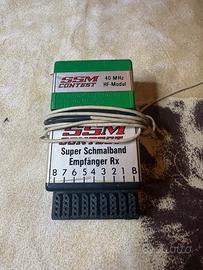 SSM
CONTEST
40 MHz
HF-Modul
SSM
CONTEST
Super Schmalband
Empfänger Rx
8 7 6 5 4 3 2 1 B